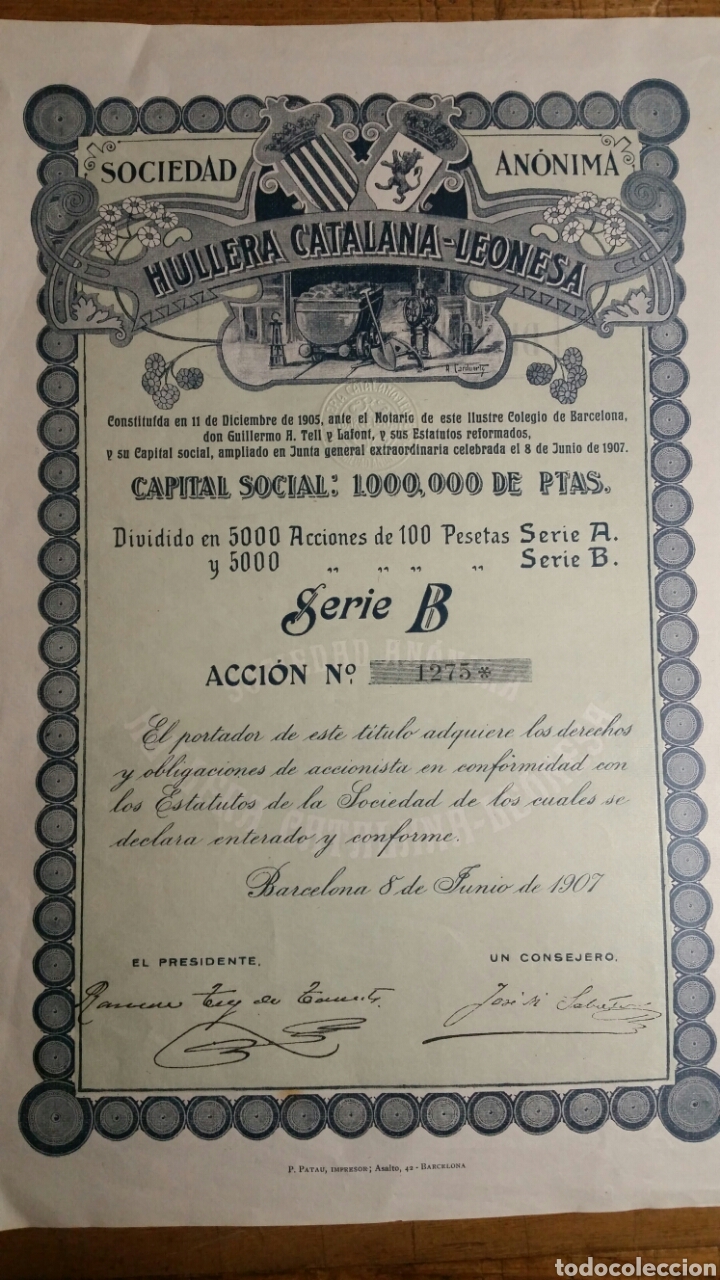 SOCIEDAD ANÓNIMA
HULLERA CATALANA-LEONESA
Constituída en 11 de Diciembre de 1905, ante el Notario de este Ilustre Colegio de Barcelona,
don Guillermo A. Tell y Lafont, y sus Estatutos reformados,
y su Capital social, ampliado en Junta general extraordinaria celebrada el 8 de Junio de 1907.
CAPITAL SOCIAL: 1.000,000 DE PTAS.
Dividido en 5000 Acciones de 100 Pesetas Serie A.
y 5000 „ „ „ „ Serie B.
Serie B
ACCIÓN Nº 1275*
El portador de este título adquiere los derechos
y obligaciones de accionista en confórmidad con
los Estatutos de la Sociedad de los cuales se
declara enterado y conforme.
Barcelona 8 de Junio de 1907
EL PRESIDENTE, UN CONSEJERO,
José
P. PATAU, IMPRESOR; Asalto, 42 - BARCELONA
todocoleccion